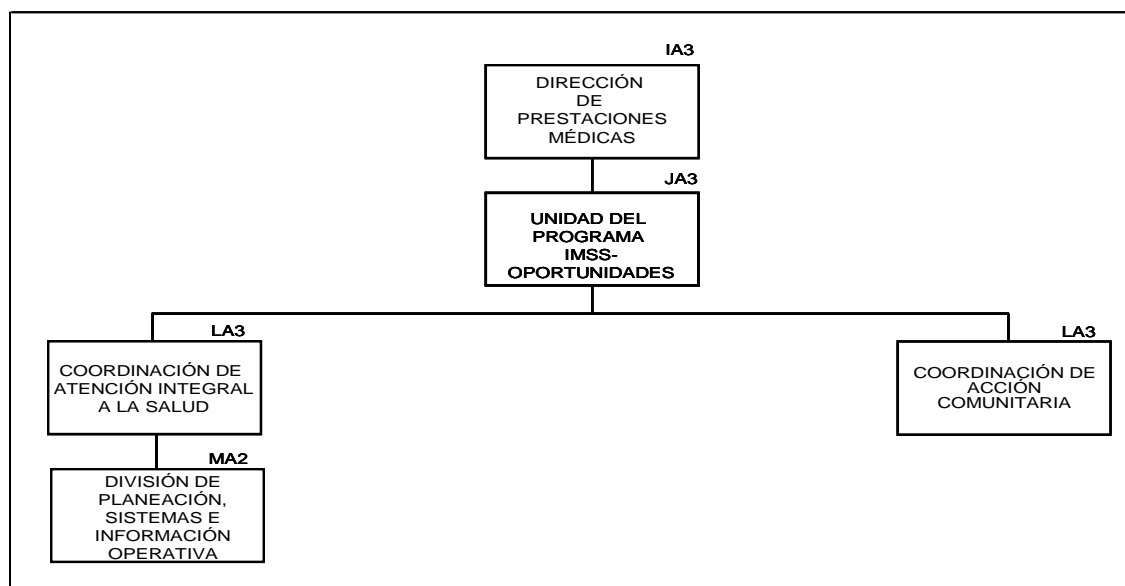 IA3
DIRECCIÓN
DE
PRESTACIONES
MÉDICAS
JA3
UNIDAD DEL
PROGRAMA
IMSS-
OPORTUNIDADES
LA3
COORDINACIÓN DE
ATENCIÓN INTEGRAL
A LA SALUD
LA3
COORDINACIÓN DE
ACCIÓN
COMUNITARIA
MA2
DIVISIÓN DE
PLANEACIÓN,
SISTEMAS E
INFORMACIÓN
OPERATIVA